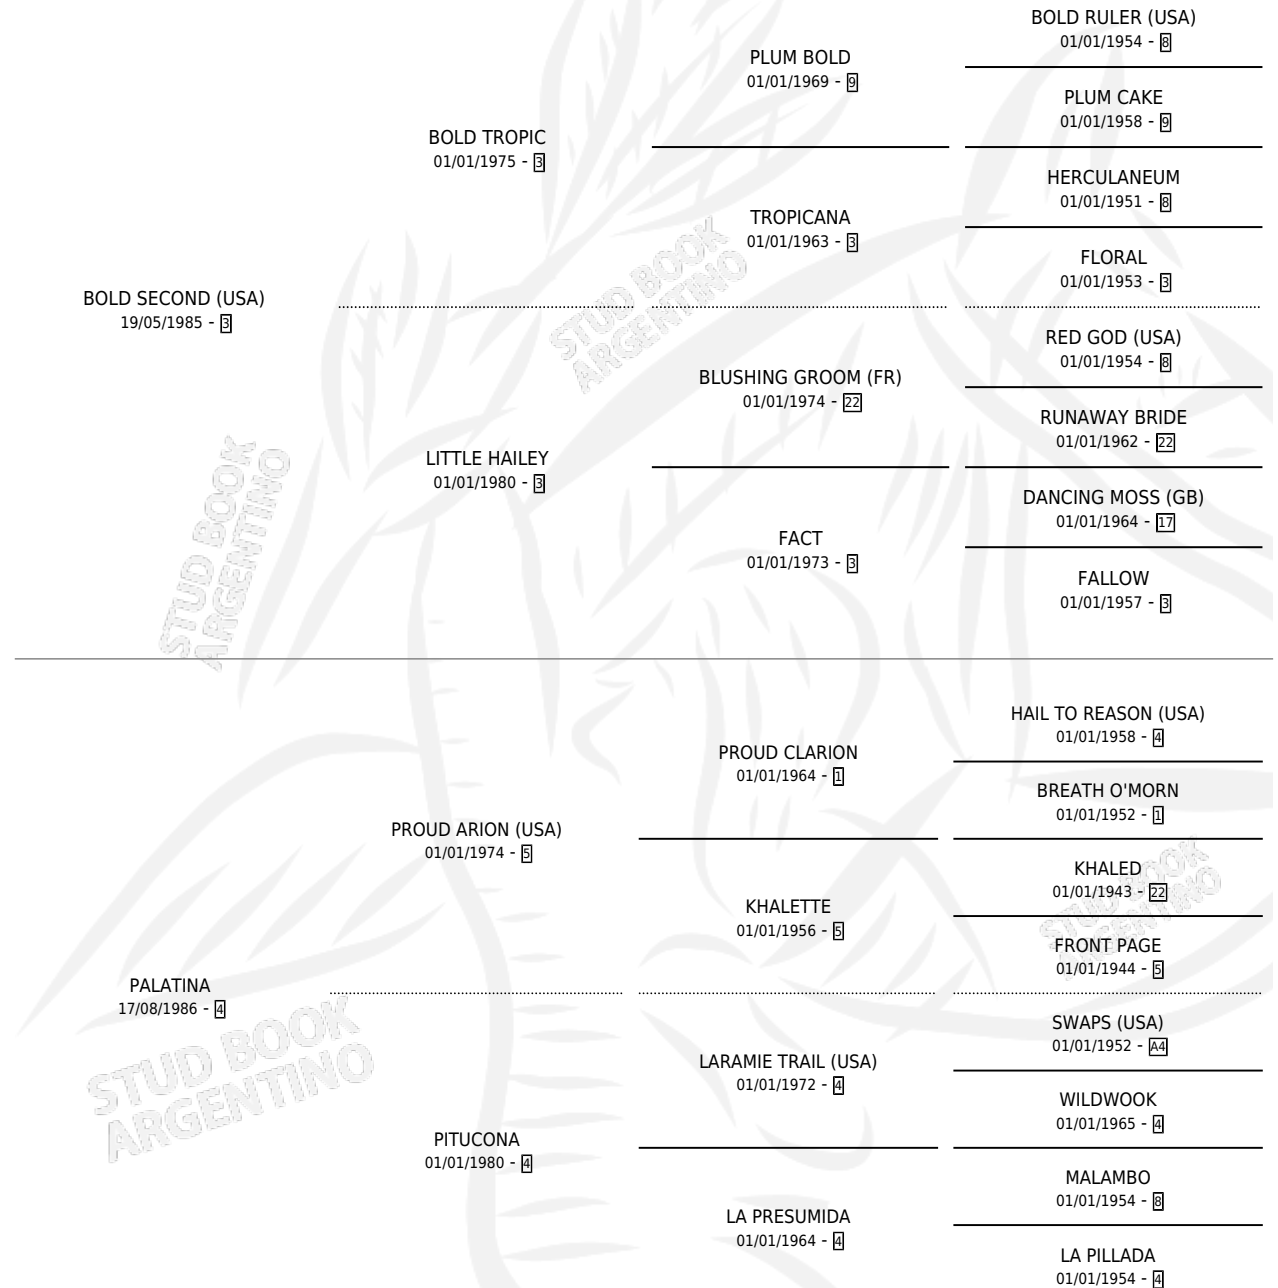 BOLD SECOND (USA)
19/05/1985 - 3
BOLD TROPIC
01/01/1975 - 3
LITTLE HAILEY
01/01/1980 - 3
PLUM BOLD
01/01/1969 - 9
TROPICANA
01/01/1963 - 3
BLUSHING GROOM (FR)
01/01/1974 - 22
FACT
01/01/1973 - 3
BOLD RULER (USA)
01/01/1954 - 8
PLUM CAKE
01/01/1958 - 9
HERCULANEUM
01/01/1951 - 8
FLORAL
01/01/1953 - 3
RED GOD (USA)
01/01/1954 - 8
RUNAWAY BRIDE
01/01/1962 - 22
DANCING MOSS (GB)
01/01/1964 - 17
FALLOW
01/01/1957 - 3
PALATINA
17/08/1986 - 4
PROUD ARION (USA)
01/01/1974 - 5
PITUCONA
01/01/1980 - 4
PROUD CLARION
01/01/1964 - 1
KHALETTE
01/01/1956 - 5
LARAMIE TRAIL (USA)
01/01/1972 - 4
LA PRESUMIDA
01/01/1964 - 4
HAIL TO REASON (USA)
01/01/1958 - 4
BREATH O'MORN
01/01/1952 - 1
KHALED
01/01/1943 - 22
FRONT PAGE
01/01/1944 - 5
SWAPS (USA)
01/01/1952 - A4
WILDWOOK
01/01/1965 - 4
MALAMBO
01/01/1954 - 8
LA PILLADA
01/01/1954 - 4
STUD BOOK
ARGENTINO
STUD BOOK
ARGENTINO
STUD BOOK
ARGENTINO
STUD BOOK
ARGENTINO